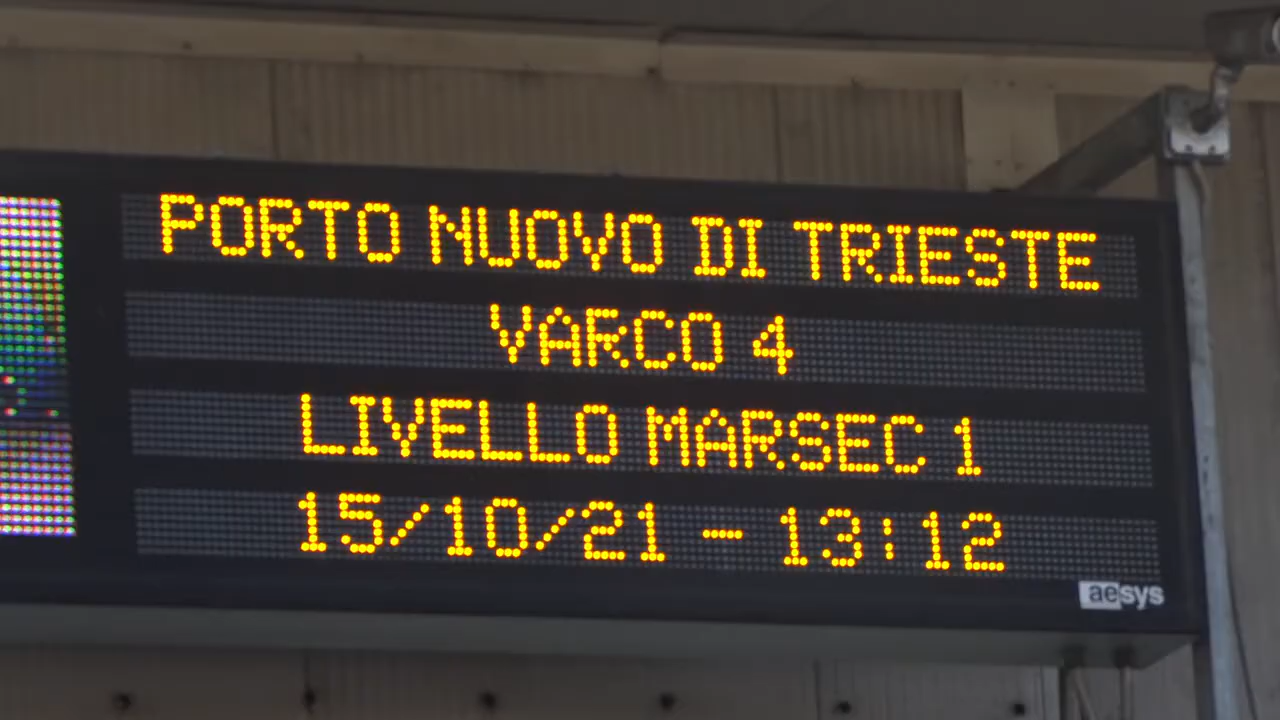 PORTO NUOVO DI TRIESTE
VARCO 4
LIVELLO MARSEC 1
15/10/21 - 13:12
aesys